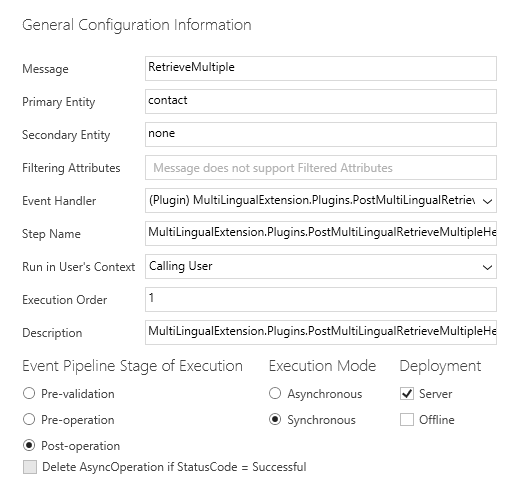 General Configuration Information
Message RetrieveMultiple
Primary Entity contact
Secondary Entity none
Filtering Attributes Message does not support Filtered Attributes
Event Handler (Plugin) MultiLingualExtension.Plugins.PostMultiLingualRetriev
Step Name MultiLingualExtension.Plugins.PostMultiLingualRetrieveMultipleHe
Run in User's Context Calling User
Execution Order 1
Description MultiLingualExtension.Plugins.PostMultiLingualRetrieveMultipleHe
Event Pipeline Stage of Execution Execution Mode Deployment
Pre-validation Asynchronous Server
Pre-operation Synchronous Offline
Post-operation
Delete AsyncOperation if StatusCode = Successful